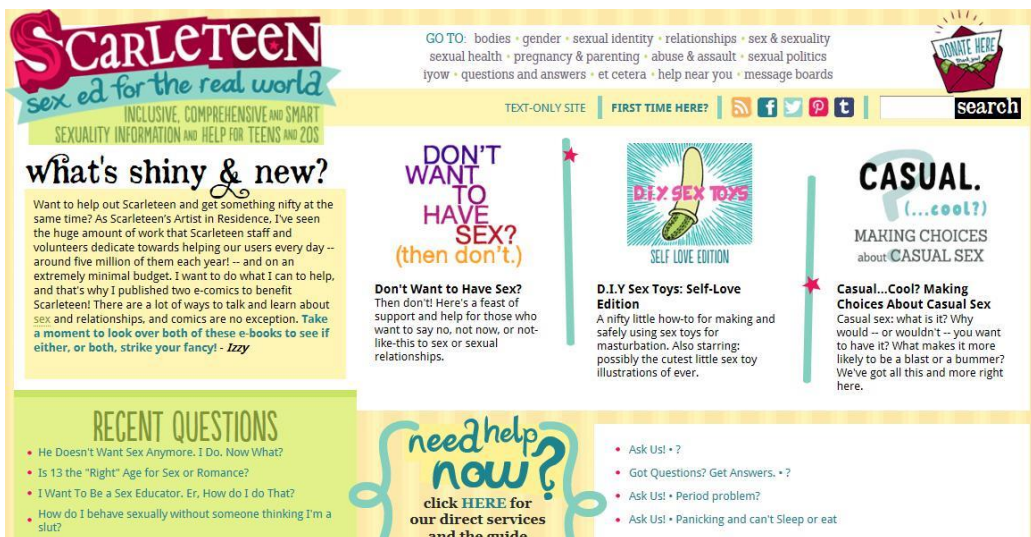 SCARLETEEN
sex ed for the real world
INCLUSIVE, COMPREHENSIVE AND SMART
SEXUALITY INFORMATION AND HELP FOR TEENS AND 20S
GO TO: bodies • gender • sexual identity • relationships • sex & sexuality
sexual health • pregnancy & parenting • abuse & assault • sexual politics
iyow • questions and answers • et cetera • help near you • message boards
DONATE HERE
Thank you!
TEXT-ONLY SITE
FIRST TIME HERE?
search
what's shiny & new?
Want to help out Scarleteen and get something nifty at the
same time? As Scarleteen's Artist in Residence, I've seen
the huge amount of work that Scarleteen staff and
volunteers dedicate towards helping our users every day --
around five million of them each year! -- and on an
extremely minimal budget. I want to do what I can to help,
and that's why I published two e-comics to benefit
Scarleteen! There are a lot of ways to talk and learn about
sex and relationships, and comics are no exception. Take
a moment to look over both of these e-books to see if
either, or both, strike your fancy! - Izzy
DON'T
WANT
TO
HAVE
SEX?
(then don't.)
Don't Want to Have Sex?
Then don't! Here's a feast of
support and help for those who
want to say no, not now, or not-
like-this to sex or sexual
relationships.
D.I.Y. SEX TOYS
SELF LOVE EDITION
D.I.Y Sex Toys: Self-Love
Edition
A nifty little how-to for making and
safely using sex toys for
masturbation. Also starring:
possibly the cutest little sex toy
illustrations of ever.
CASUAL.
(...cool?)
MAKING CHOICES
about CASUAL SEX
Casual...Cool? Making
Choices About Casual Sex
Casual sex: what is it? Why
would -- or wouldn't -- you want
to have it? What makes it more
likely to be a blast or a bummer?
We've got all this and more right
here.
RECENT QUESTIONS
• He Doesn't Want Sex Anymore. I Do. Now What?
• Is 13 the "Right" Age for Sex or Romance?
• I Want To Be a Sex Educator. Er, How do I Do That?
• How do I behave sexually without someone thinking I'm a
slut?
need help
now?
click HERE for
our direct services
and the guide
• Ask Us! • ?
• Got Questions? Get Answers. • ?
• Ask Us! • Period problem?
• Ask Us! • Panicking and can't Sleep or eat